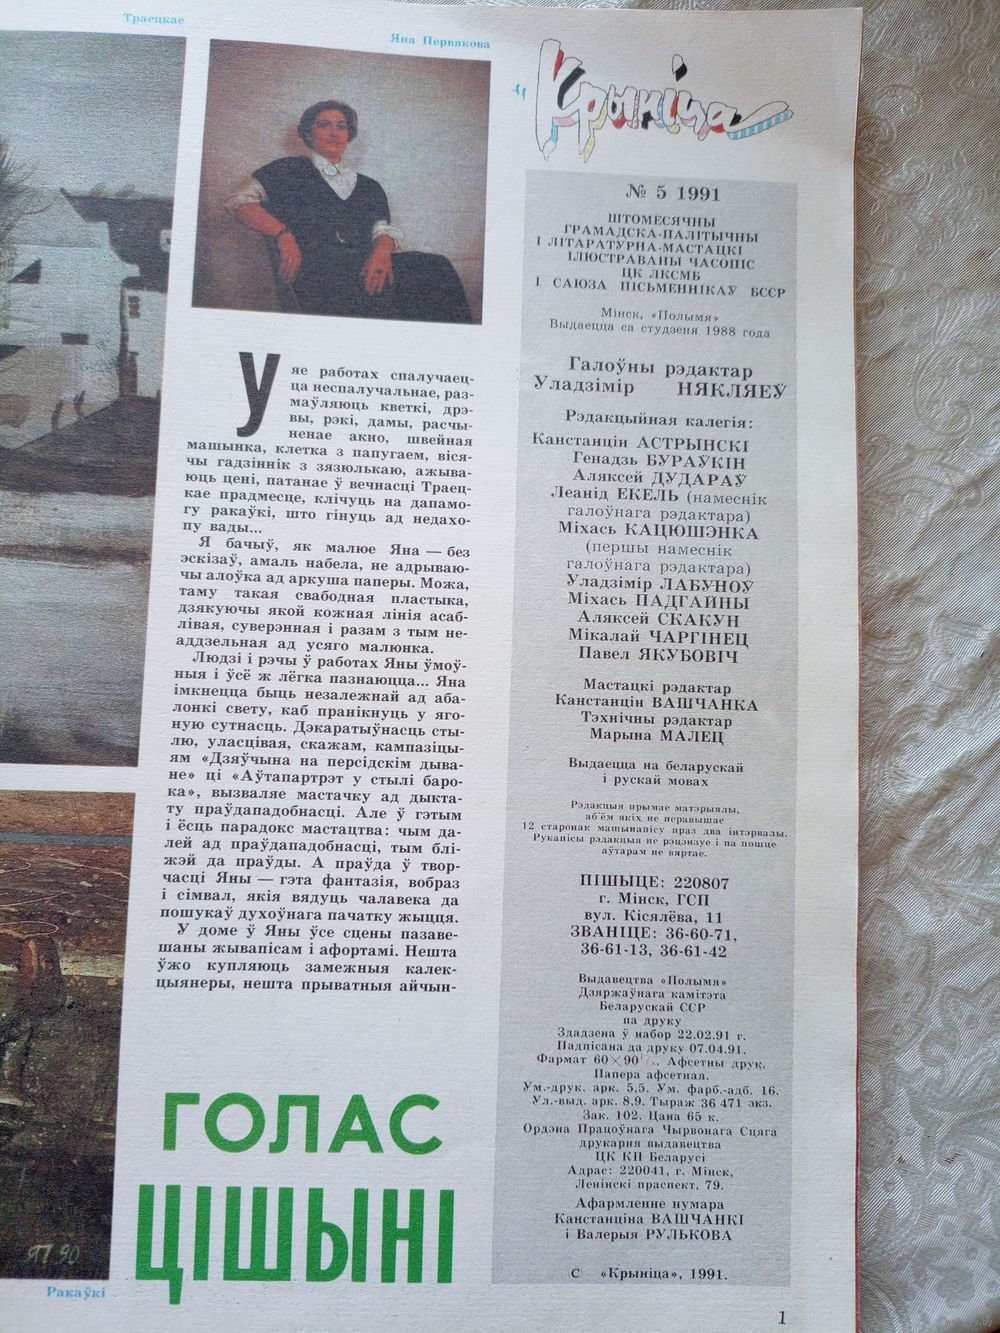 Траецкае
Яна Первякова
У яе работах спалучаец-
ца неспалучальнае, раз-
маўляюць кветкі, дрэ-
вы, рэкі, дамы, расчы-
ненае акно, швейная
машынка, клетка з папугаем, віся-
чы гадзіннік з зязюлькаю, ажыва-
юць цені, патанае ў вечнасці Траец-
кае прадмесце, клічуць на дапамо-
гу ракаўкі, што гінуць ад недахо-
пу вады...
Я бачыў, як малюе Яна — без
эскізаў, амаль набела, не адрываю-
чы алоўка ад аркуша паперы. Можа,
таму такая свабодная пластыка,
дзякуючы якой кожная лінія асаб-
лівая, суверэнная і разам з тым не-
аддзельная ад усяго малюнка.
Людзі і рэчы ў работах Яны ўмоў-
ныя і ўсё ж лёгка пазнаюцца... Яна
імкнецца быць незалежнай ад аба-
лонкі свету, каб пранікнуць у яго-
ную сутнасць. Дэкаратыўнасць сты-
лю, уласцівая, скажам, кампазіцы-
ям «Дзяўчына на персідскім дыва-
не» ці «Аўтапартрэт у стылі баро-
ка», вызваляе мастачку ад дыкта-
ту праўдападобнасці. Але ў гэтым
і ёсць парадокс мастацтва: чым да-
лей ад праўдападобнасці, тымблі-
жэй да праўды. А праўда ў твор-
часці Яны — гэта фантазія, вобраз
і сімвал, якія вядуць чалавека да
пошукаў духоўнага пачатку жыцця.
У доме ў Яны ўсе сцены пазаве-
шаны жывапісам і афортамі. Нешта
ўжо купляюць замежныя калек-
цыянеры, нешта прыватныя айчын-
ГОЛАС
ЦІШЫНІ
ЯП 90
Ракаўкі
Крыніца
№ 5 1991
ШТОМЕСЯЧНЫ
ГРАМАДСКА-ПАЛІТЫЧНЫ
І ЛІТАРАТУРНА-МАСТАЦКІ
ІЛЮСТРАВАНЫ ЧАСОПІС
ЦК ЛКСМБ
І САЮЗА ПІСЬМЕННІКАЎ БССР
Мінск, «Полымя»
Выдаецца са студзеня 1988 года
Галоўны рэдактар
Уладзімір НЯКЛЯЕЎ
Рэдакцыйная калегія:
Канстанцін АСТРЫНСКІ
Генадзь БУРАЎКІН
Аляксей ДУДАРАЎ
Леанід ЕКЕЛЬ (намеснік
галоўнага рэдактара)
Міхась КАЦЮШЭНКА
(першы намеснік
галоўнага рэдактара)
Уладзімір ЛАБУНОЎ
Міхась ПАДГАЙНЫ
Аляксей СКАКУН
Мікалай ЧАРГІНЕЦ
Павел ЯКУБОВІЧ
Мастацкі рэдактар
Канстанцін ВАШЧАНКА
Тэхнічны рэдактар
Марына МАЛЕЦ
Выдаецца на беларускай
і рускай мовах
Рэдакцыя прымае матэрыялы,
аб'ём якіх не перавышае
12 старонак машынапісу праз два інтэрвалы.
Рукапісы рэдакцыя не рэцэнзуе і па пошце
аўтарам не вяртае.
ПІШЫЦЕ: 220807
г. Мінск, ГСП
вул. Кісялёва, 11
ЗВАНІЦЕ: 36-60-71,
36-61-13, 36-61-42
Выдавецтва «Полымя»
Дзяржаўнага камітэта
Беларускай ССР
па друку
Здадзена ў набор 22.02.91 г.
Падпісана да друку 07.04.91.
Фармат 60×90 Афсетны друк.
Папера афсетная.
Ум.-друк. арк. 5,5. Ум. фарб.-адб. 16.
Ул.-выд. арк. 8,9. Тыраж 36 471 экз.
Зак. 102. Цана 65 к.
Ордэна Працоўнага Чырвонага Сцяга
друкарня выдавецтва
ЦК КП Беларусі
Адрас: 220041, г. Мінск,
Ленінскі праспект, 79.
Афармленне нумара
Канстанціна ВАШЧАНКІ
і Валерыя РУЛЬКОВА
С «Крыніца», 1991.
1